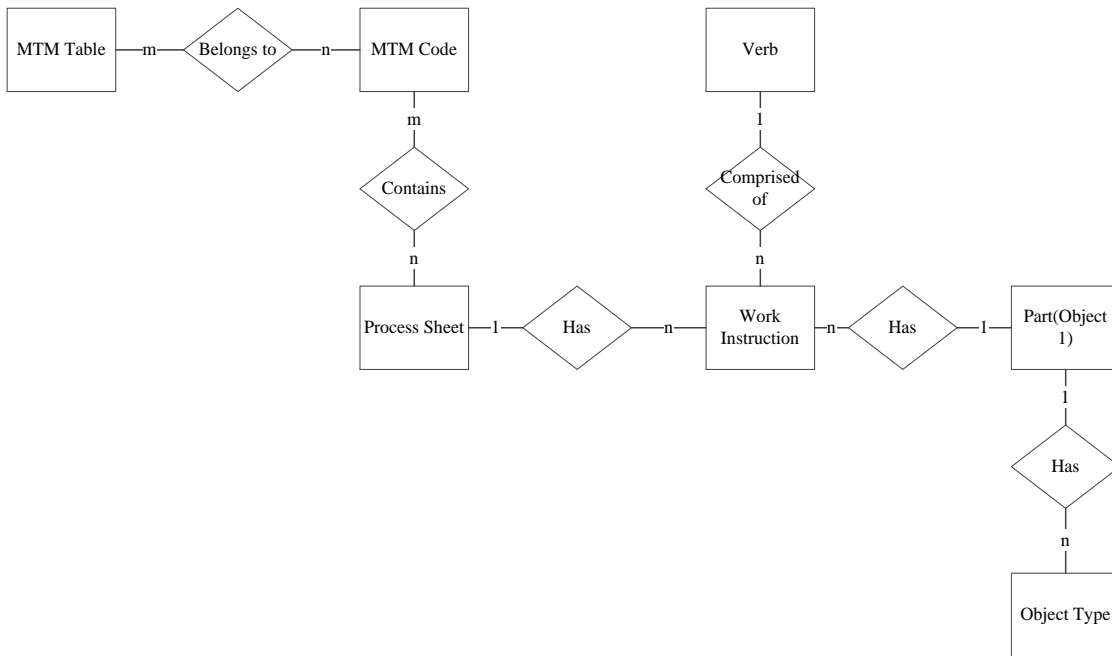 MTM Table
m
Belongs to
n
MTM Code
Verb
m
1
Contains
Comprised
of
n
n
Process Sheet
1
Has
n
Work
Instruction
n
Has
1
Part(Object
1)
1
Has
n
Object Type